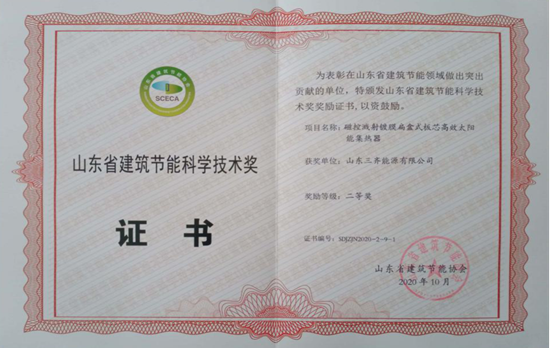 SCECA
山东省建筑节能科学技术奖
证书
为表彰在山东省建筑节能领域做出突出
贡献的单位，特颁发山东省建筑节能科学技
术奖奖励证书，以资鼓励。
项目名称：磁控溅射镀膜扁盒式板芯高效太阳
能集热器
获奖单位：山东三齐能源有限公司
奖励等级：二等奖
证书编号：SDJZJN2020-2-9-1
山东省建筑节能协会
2020年10月